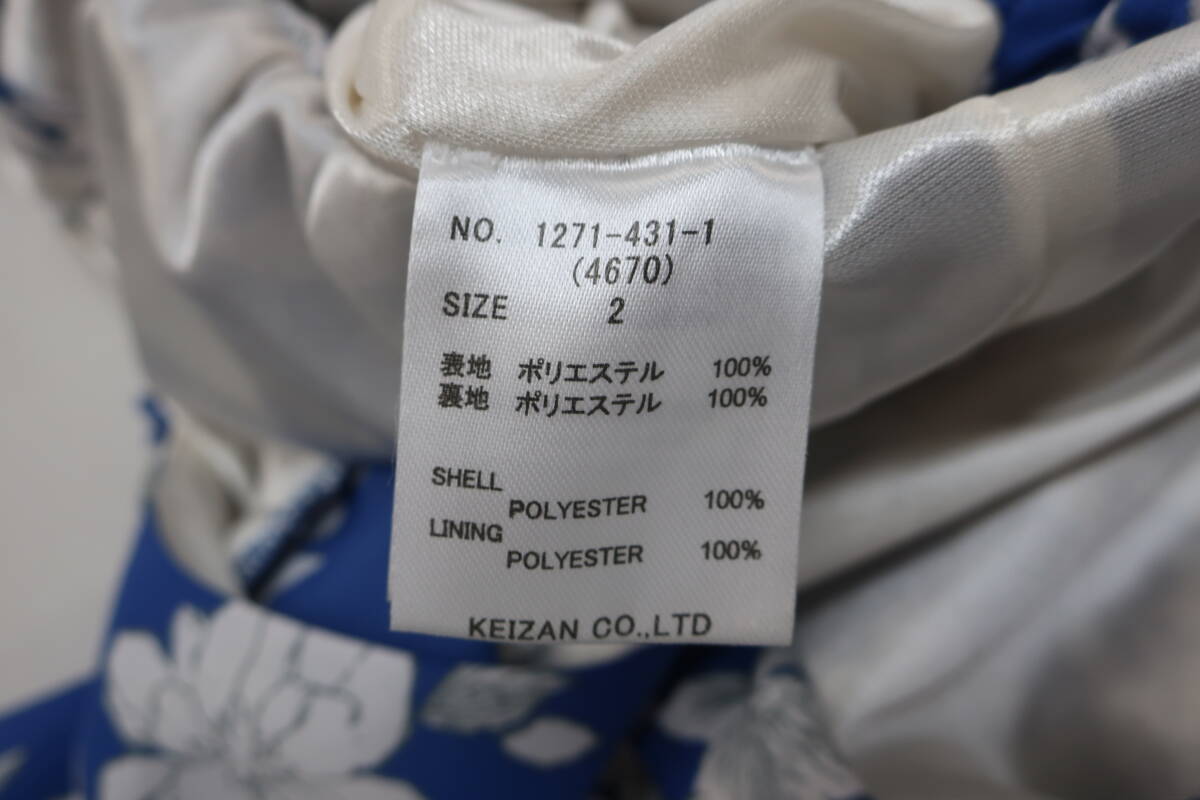 NO. 1271-431-1
(4670)
SIZE 2
表地 ポリエステル 100%
裏地 ポリエステル 100%
SHELL
POLYESTER 100%
LINING
POLYESTER 100%
KEIZAN CO.,LTD